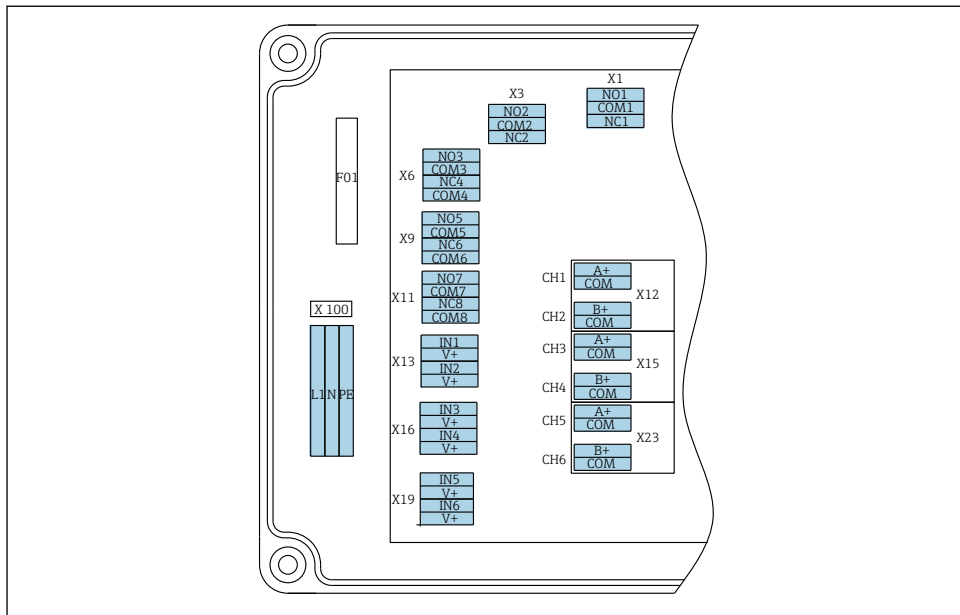 X1
NO1
COM1
NC1
X3
NO2
COM2
NC2
F01
X6
NO3
COM3
NC4
COM4
X9
NO5
COM5
NC6
COM6
X11
NO7
COM7
NC8
COM8
X 100
L1 N PE
X13
IN1
V+
IN2
V+
X16
IN3
V+
IN4
V+
X19
IN5
V+
IN6
V+
CH1
A+
COM
X12
CH2
B+
COM
CH3
A+
COM
X15
CH4
B+
COM
CH5
A+
COM
X23
CH6
B+
COM